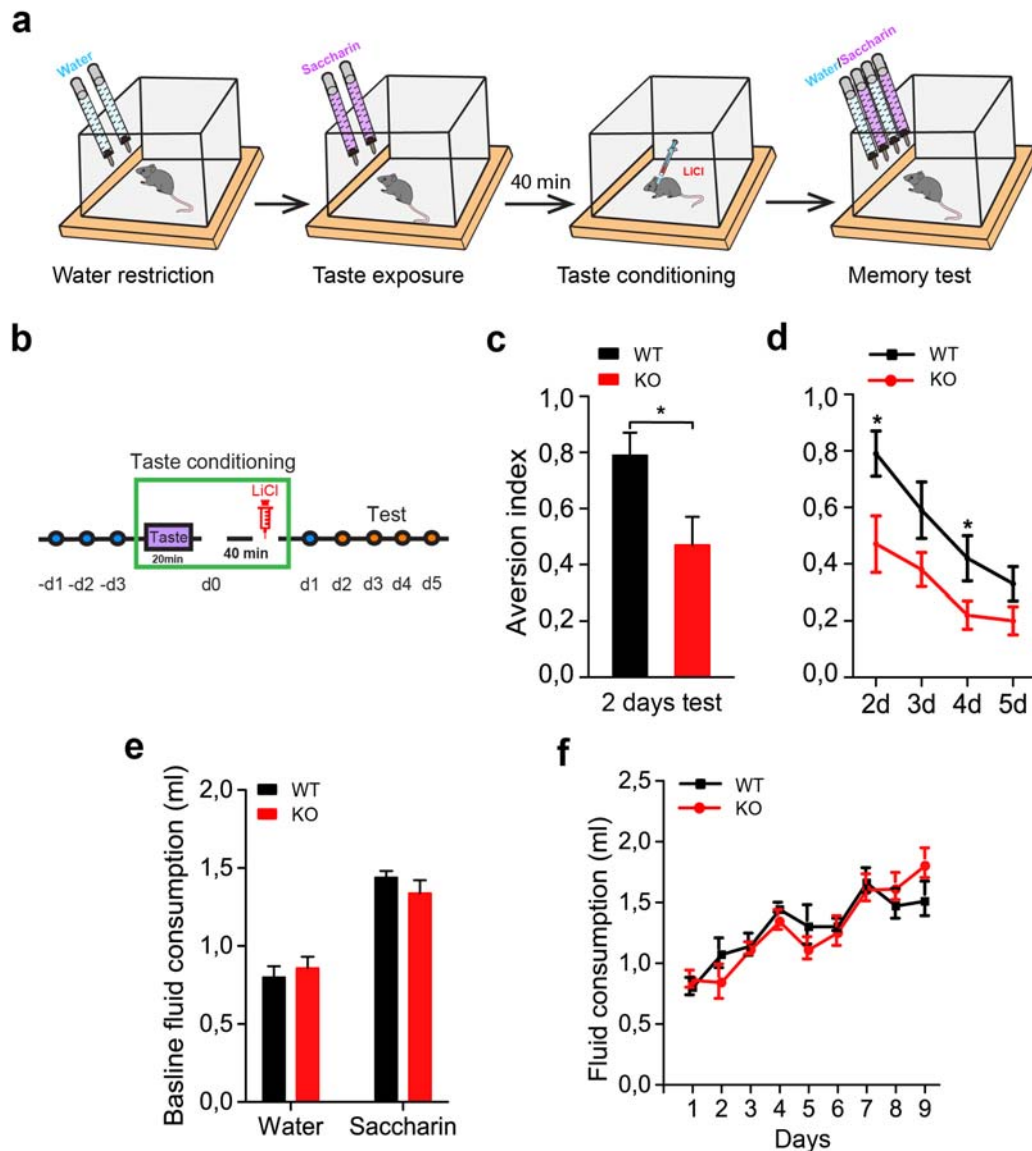 a
Water
Saccharin
Water/Saccharin
40 min
LiCl
Water restriction
Taste exposure
Taste conditioning
Memory test
b
Taste conditioning
LiCl
Taste
20min
40 min
Test
-d1 -d2 -d3 d0 d1 d2 d3 d4 d5
c
WT
KO
Aversion index
1,0
0,8
0,6
0,4
0,2
0,0
*
2 days test
d
WT
KO
1,0
0,8
0,6
0,4
0,2
0,0
*
*
2d 3d 4d 5d
e
WT
KO
Basline fluid consumption (ml)
2,0
1,5
1,0
0,5
0,0
Water Saccharin
f
WT
KO
Fluid consumption (ml)
2,5
2,0
1,5
1,0
0,5
0,0
1 2 3 4 5 6 7 8 9
Days